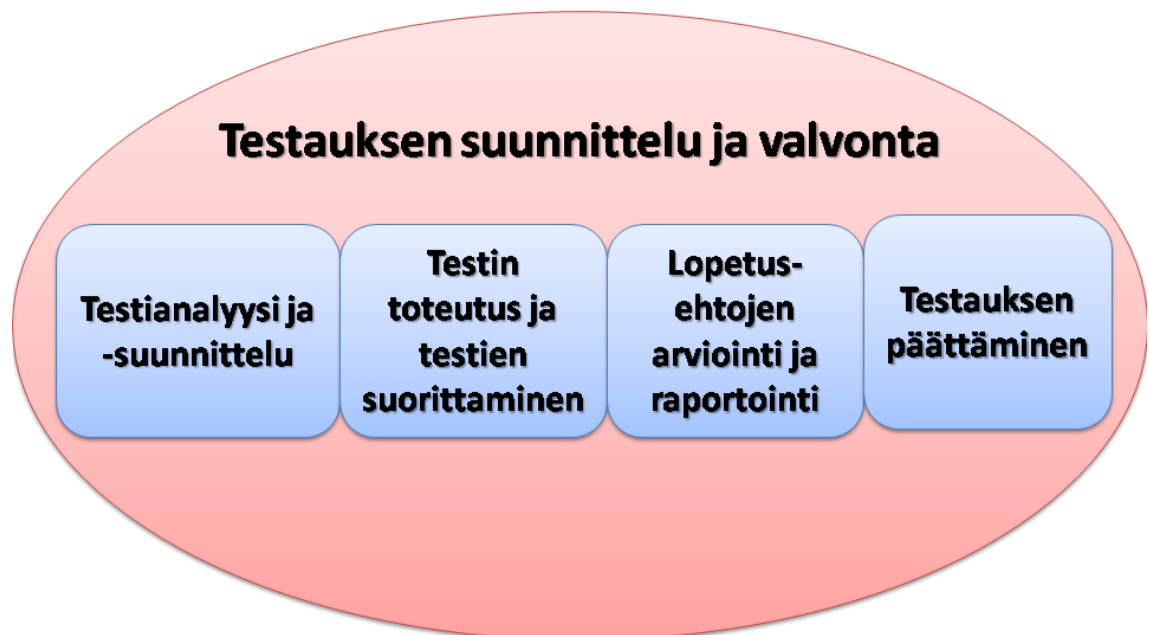 Testauksen suunnittelu ja valvonta
Testianalyysi ja
-suunnittelu
Testin
toteutus ja
testien
suorittaminen
Lopetus-
ehtojen
arviointi ja
raportointi
Testauksen
päättäminen